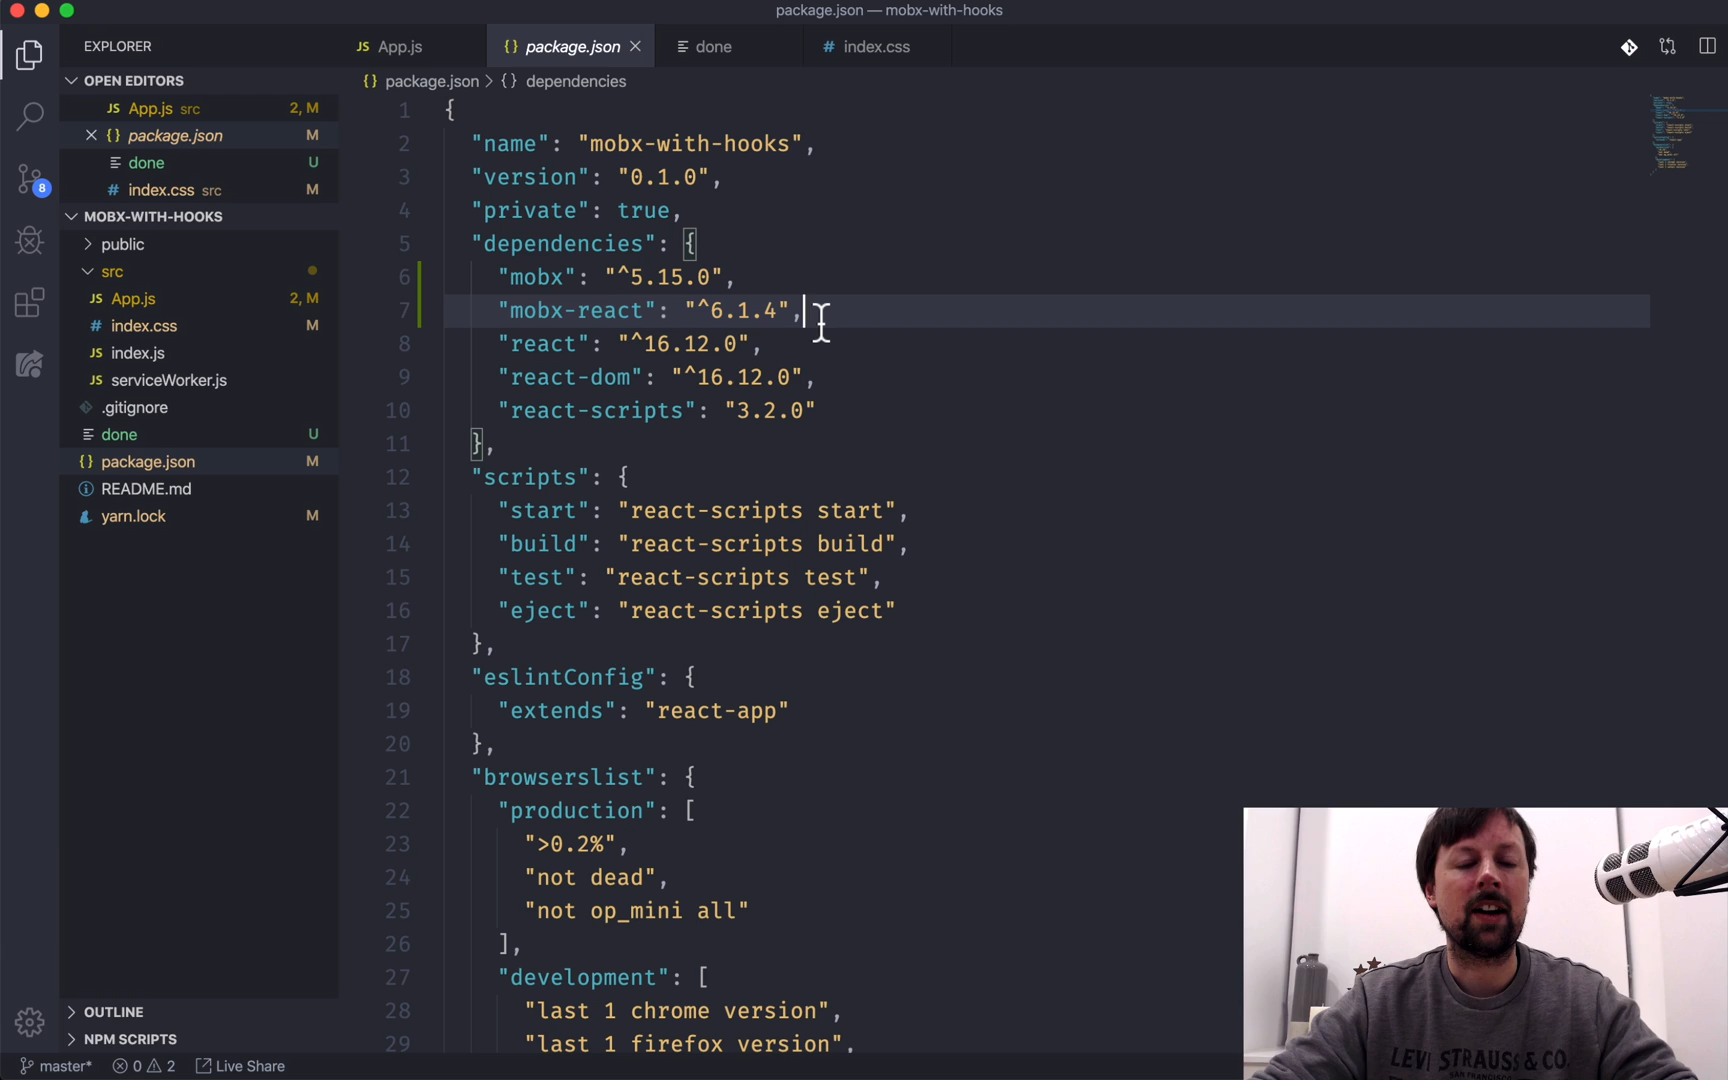 package.json — mobx-with-hooks
EXPLORER
OPEN EDITORS
JS App.js src 2, M
{} package.json M
done U
# index.css src M
MOBX-WITH-HOOKS
public
src
JS App.js 2, M
# index.css M
JS index.js
JS serviceWorker.js
.gitignore
done U
{} package.json M
README.md
yarn.lock M
OUTLINE
NPM SCRIPTS
8
JS App.js
{} package.json
done
# index.css
{} package.json > {} dependencies
1 {
2 "name": "mobx-with-hooks",
3 "version": "0.1.0",
4 "private": true,
5 "dependencies": {
6 "mobx": "^5.15.0",
7 "mobx-react": "^6.1.4",
8 "react": "^16.12.0",
9 "react-dom": "^16.12.0",
10 "react-scripts": "3.2.0"
11 },
12 "scripts": {
13 "start": "react-scripts start",
14 "build": "react-scripts build",
15 "test": "react-scripts test",
16 "eject": "react-scripts eject"
17 },
18 "eslintConfig": {
19 "extends": "react-app"
20 },
21 "browserslist": {
22 "production": [
23 ">0.2%",
24 "not dead",
25 "not op_mini all"
26 ],
27 "development": [
28 "last 1 chrome version",
29 "last 1 firefox version",
LEVI STRAUSS & CO.
SAN FRANCISCO
master* 0 2 Live Share